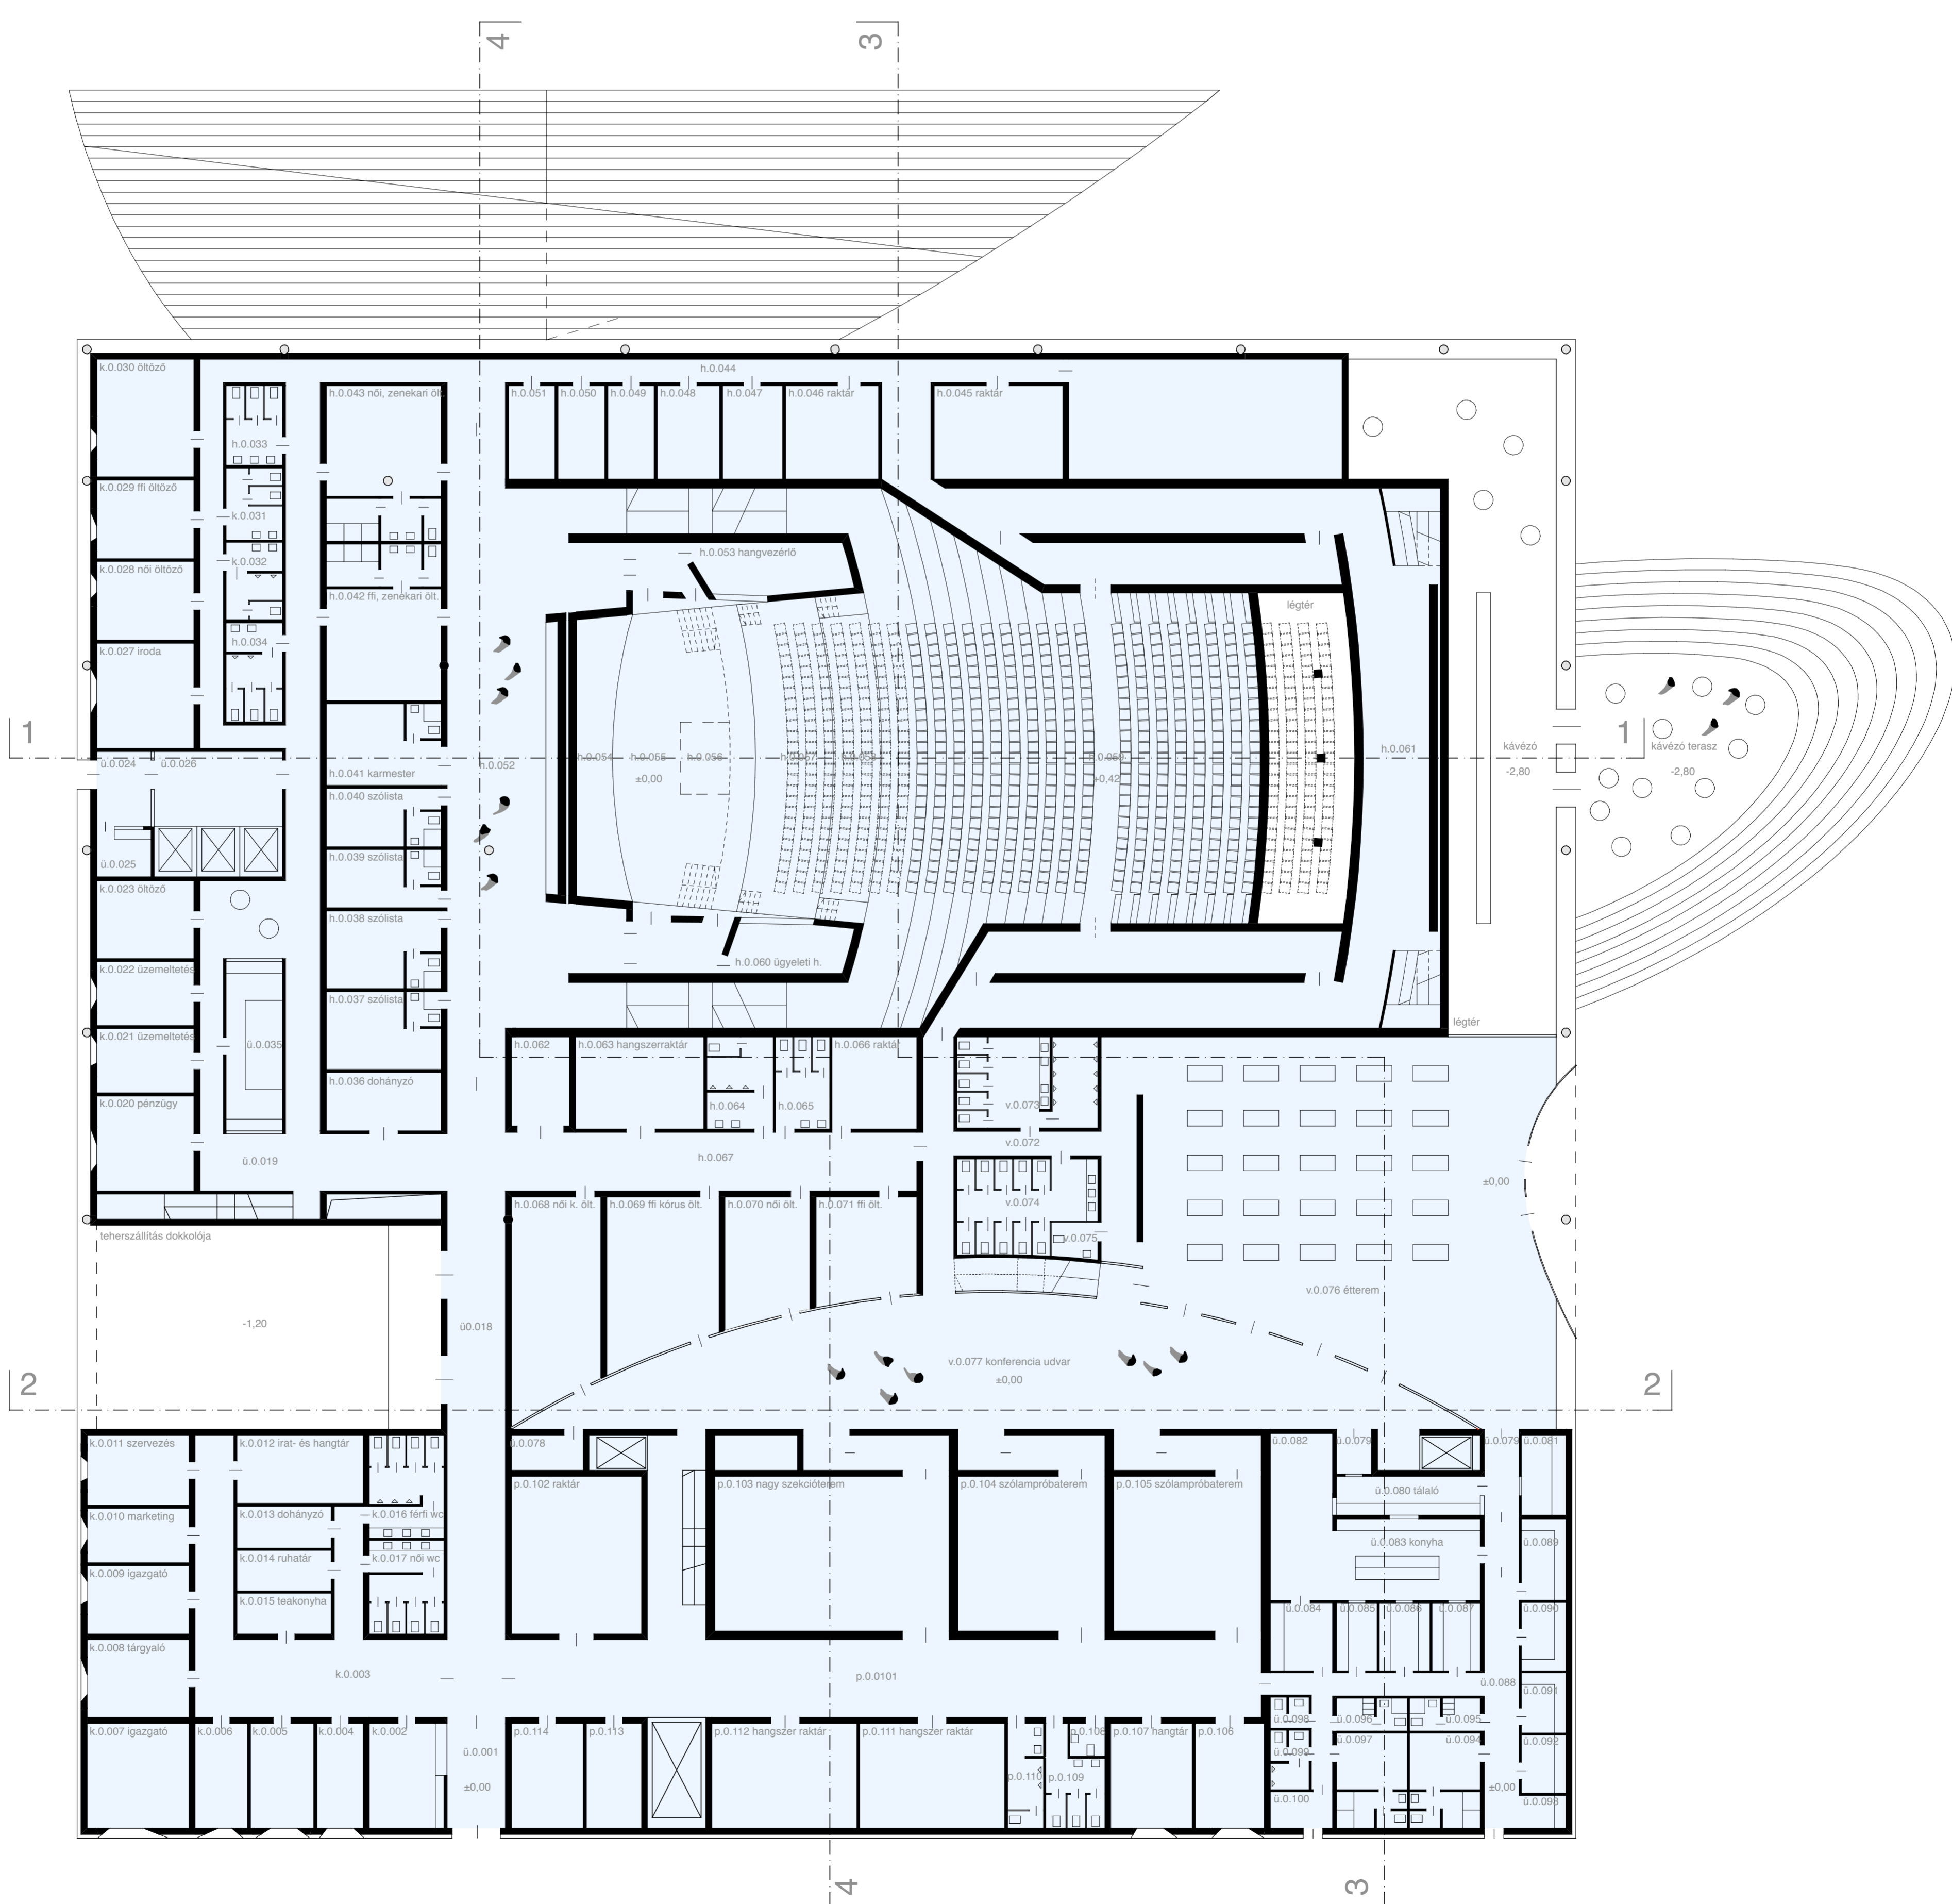 4
3
h.0.044
k.0.030 öltöző
h.0.043 női, zenekari ölt.
h.0.051
h.0.050
h.0.049
h.0.048
h.0.047
h.0.046 raktár
h.0.045 raktár
h.0.033
k.0.029 ffi öltöző
k.0.031
k.0.032
h.0.053 hangvezérlő
k.0.028 női öltöző
h.0.042 ffi, zenekari ölt.
légtér
h.0.034
k.0.027 iroda
1
1
ü.0.024
ü.0.026
h.0.041 karmester
h.0.052
h.0.054
h.0.055
h.0.056
h.0.057
h.0.058
h.0.059
h.0.061
kávézó
kávézó terasz
±0,00
+0,42
-2,80
-2,80
h.0.040 szólista
h.0.039 szólista
ü.0.025
k.0.023 öltöző
h.0.038 szólista
k.0.022 üzemeltetés
h.0.060 ügyeleti h.
h.0.037 szólista
légtér
k.0.021 üzemeltetés
ü.0.035
h.0.062
h.0.063 hangszerraktár
h.0.066 raktár
h.0.036 dohányzó
k.0.020 pénzügy
h.0.064
h.0.065
v.0.073
v.0.072
ü.0.019
h.0.067
±0,00
h.0.068 női k. ölt.
h.0.069 ffi kórus ölt.
h.0.070 női ölt.
h.0.071 ffi ölt.
v.0.074
v.0.075
teherszállítás dokkolója
v.0.076 étterem
-1,20
ü0.018
v.0.077 konferencia udvar
±0,00
2
2
k.0.011 szervezés
k.0.012 irat- és hangtár
ü.0.078
ü.0.082
ü.0.079
ü.0.079
ü.0.081
p.0.102 raktár
p.0.103 nagy szekcióterem
p.0.104 szólampróbaterem
p.0.105 szólampróbaterem
ü.0.080 tálaló
k.0.010 marketing
k.0.013 dohányzó
k.0.016 férfi wc
ü.0.083 konyha
ü.0.089
k.0.014 ruhatár
k.0.017 női wc
k.0.009 igazgató
k.0.015 teakonyha
ü.0.084
ü.0.085
ü.0.086
ü.0.087
ü.0.090
k.0.008 tárgyaló
k.0.003
p.0.0101
ü.0.088
ü.0.091
k.0.007 igazgató
k.0.006
k.0.005
k.0.004
k.0.002
p.0.114
p.0.113
p.0.112 hangszer raktár
p.0.111 hangszer raktár
p.0.108
p.0.107 hangtár
p.0.106
ü.0.098
ü.0.096
ü.0.095
ü.0.001
ü.0.099
ü.0.097
ü.0.094
ü.0.092
p.0.110
p.0.109
±0,00
±0,00
ü.0.100
ü.0.093
4
3